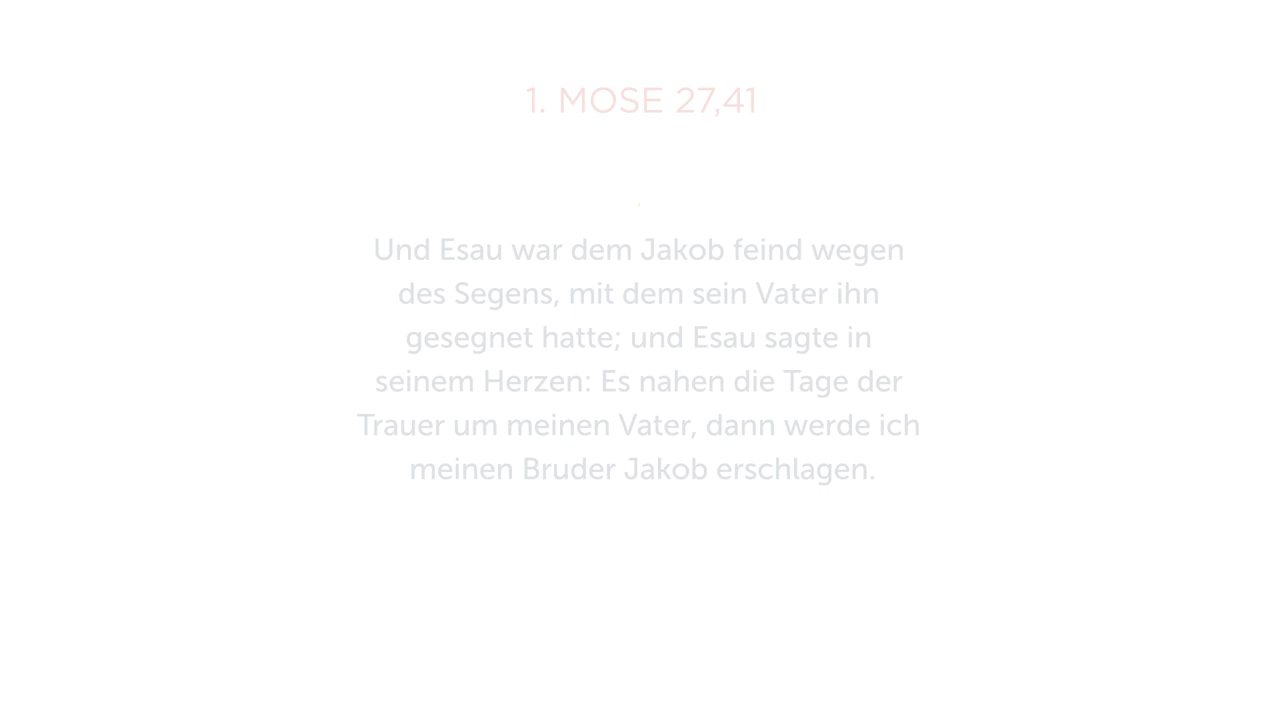 1. MOSE 27,41
Und Esau war dem Jakob feind wegen
des Segens, mit dem sein Vater ihn
gesegnet hatte; und Esau sagte in
seinem Herzen: Es nahen die Tage der
Trauer um meinen Vater, dann werde ich
meinen Bruder Jakob erschlagen.